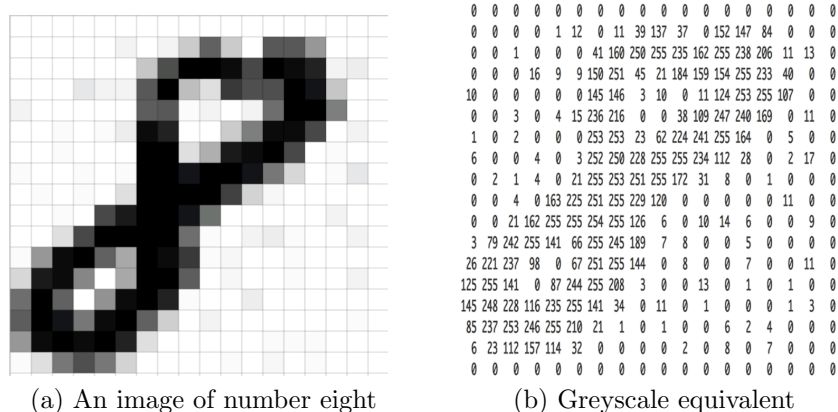 0 0 0 0 0 0 0 0 0 0 0 0 0 0 0 0 0 0
0 0 0 0 1 12 0 11 39 137 37 0 152 147 84 0 0 0
0 0 1 0 0 0 41 160 250 255 235 162 255 238 206 11 13 0
0 0 0 16 9 9 150 251 45 21 184 159 154 255 233 40 0 0
10 0 0 0 0 0 145 146 3 10 0 11 124 253 255 107 0 0
0 0 3 0 4 15 236 216 0 0 38 109 247 240 169 0 11 0
1 0 2 0 0 0 253 253 23 62 224 241 255 164 0 5 0 0
6 0 0 4 0 3 252 250 228 255 255 234 112 28 0 2 17 0
0 2 1 4 0 21 255 253 251 255 172 31 8 0 1 0 0 0
0 0 4 0 163 225 251 255 229 120 0 0 0 0 0 11 0 0
0 0 21 162 255 255 254 255 126 6 0 10 14 6 0 0 9 0
3 79 242 255 141 66 255 245 189 7 8 0 0 5 0 0 0 0
26 221 237 98 0 67 251 255 144 0 8 0 0 7 0 0 11 0
125 255 141 0 87 244 255 208 3 0 0 13 0 1 0 1 0 0
145 248 228 116 235 255 141 34 0 11 0 1 0 0 0 1 3 0
85 237 253 246 255 210 21 1 0 1 0 0 6 2 4 0 0 0
6 23 112 157 114 32 0 0 0 0 2 0 8 0 7 0 0 0
0 0 0 0 0 0 0 0 0 0 0 0 0 0 0 0 0 0
(a) An image of number eight
(b) Greyscale equivalent